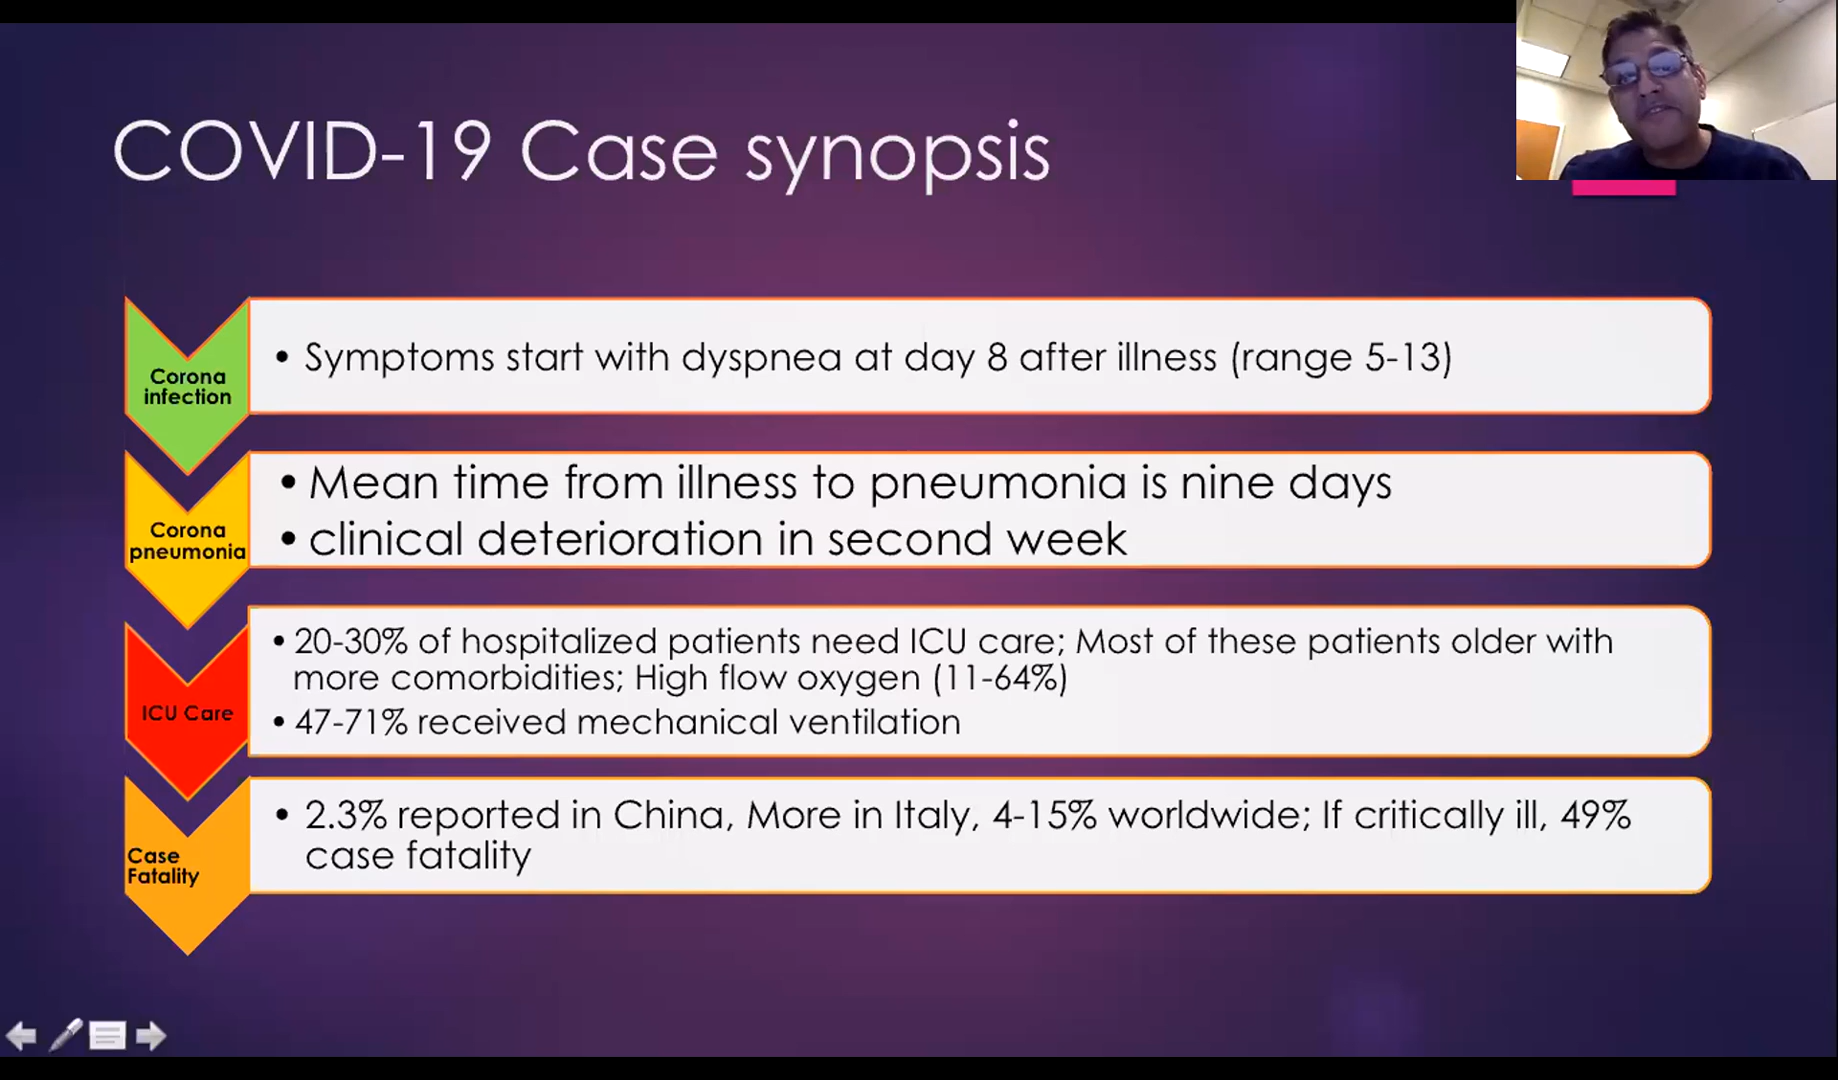 COVID-19 Case synopsis
Corona
infection
• Symptoms start with dyspnea at day 8 after illness (range 5-13)
Corona
pneumonia
• Mean time from illness to pneumonia is nine days
• clinical deterioration in second week
ICU Care
• 20-30% of hospitalized patients need ICU care; Most of these patients older with
more comorbidities; High flow oxygen (11-64%)
• 47-71% received mechanical ventilation
Case
Fatality
• 2.3% reported in China, More in Italy, 4-15% worldwide; If critically ill, 49%
case fatality